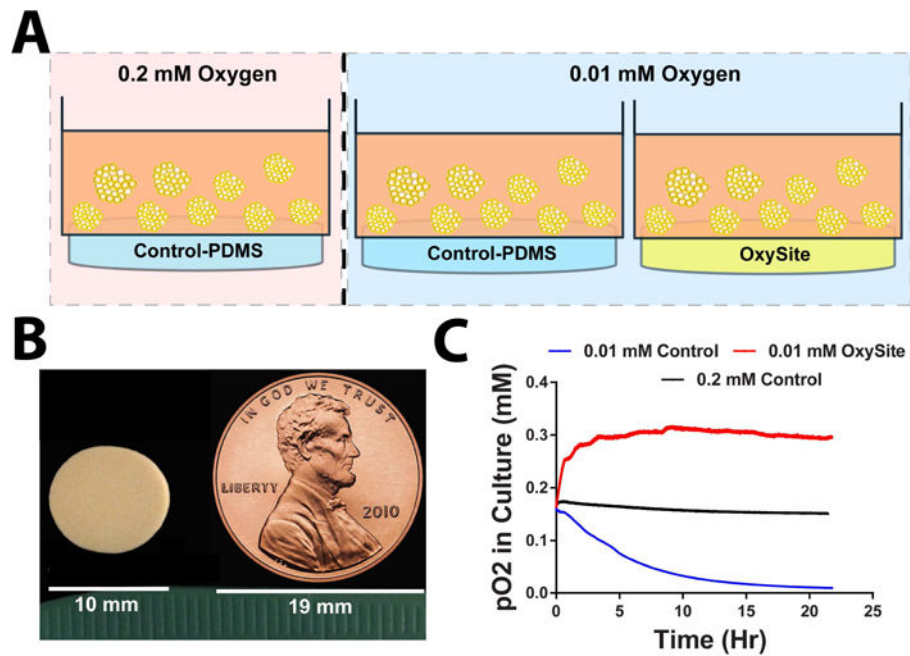 A
0.2 mM Oxygen
0.01 mM Oxygen
Control-PDMS
Control-PDMS
OxySite
B
IN GOD WE TRUST
LIBERTY
2010
10 mm
19 mm
C
0.01 mM Control
0.01 mM OxySite
0.2 mM Control
pO2 in Culture (mM)
0.4
0.3
0.2
0.1
0.0
0 5 10 15 20 25
Time (Hr)